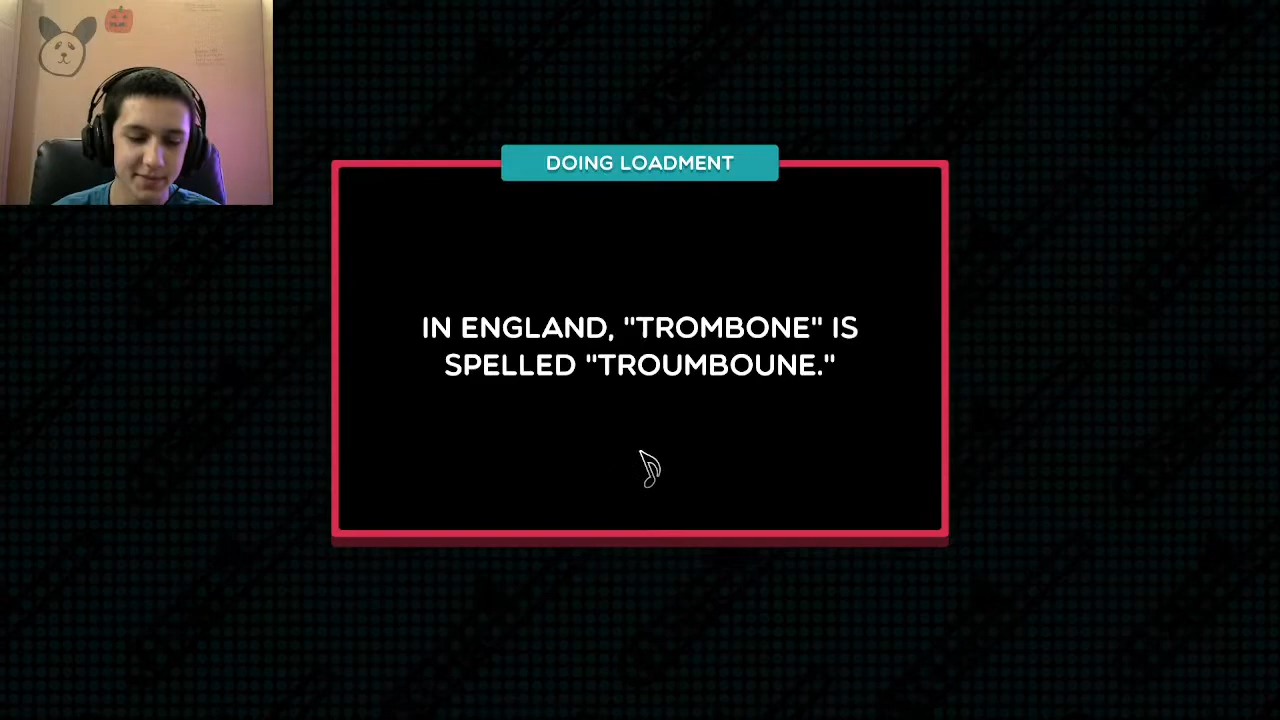 DOING LOADMENT
IN ENGLAND, "TROMBONE" IS
SPELLED "TROUMBOUNE."